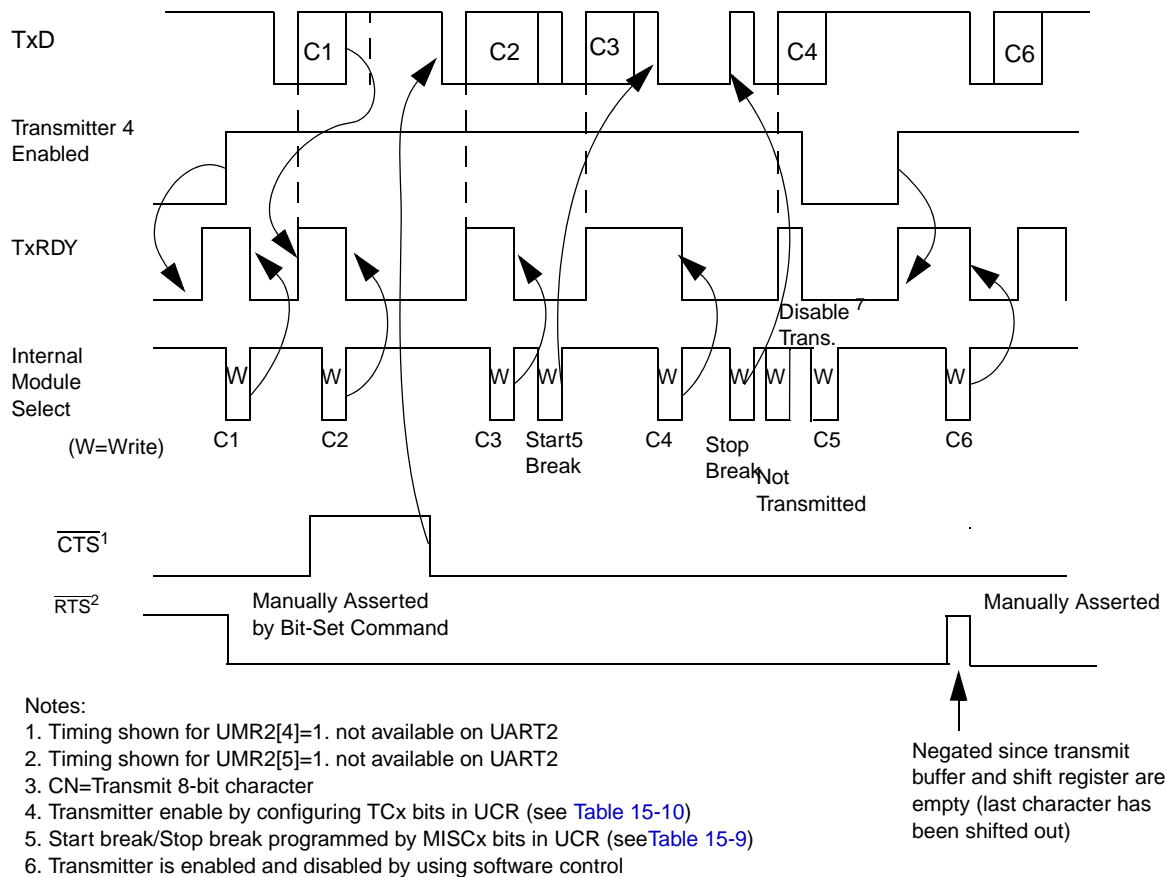 TxD
C1
C2
C3
C4
C6
Transmitter 4
Enabled
TxRDY
Disable 7
Trans.
Internal
Module
Select
W
W
W
W
W
W
W
W
W
(W=Write)
C1
C2
C3
Start5
Break
C4
Stop
Break
Not
Transmitted
C5
C6
CTS1
RTS2
Manually Asserted
by Bit-Set Command
Manually Asserted
Notes:
1. Timing shown for UMR2[4]=1. not available on UART2
2. Timing shown for UMR2[5]=1. not available on UART2
3. CN=Transmit 8-bit character
4. Transmitter enable by configuring TCx bits in UCR (see Table 15-10)
5. Start break/Stop break programmed by MISCx bits in UCR (seeTable 15-9)
6. Transmitter is enabled and disabled by using software control
Negated since transmit
buffer and shift register are
empty (last character has
been shifted out)